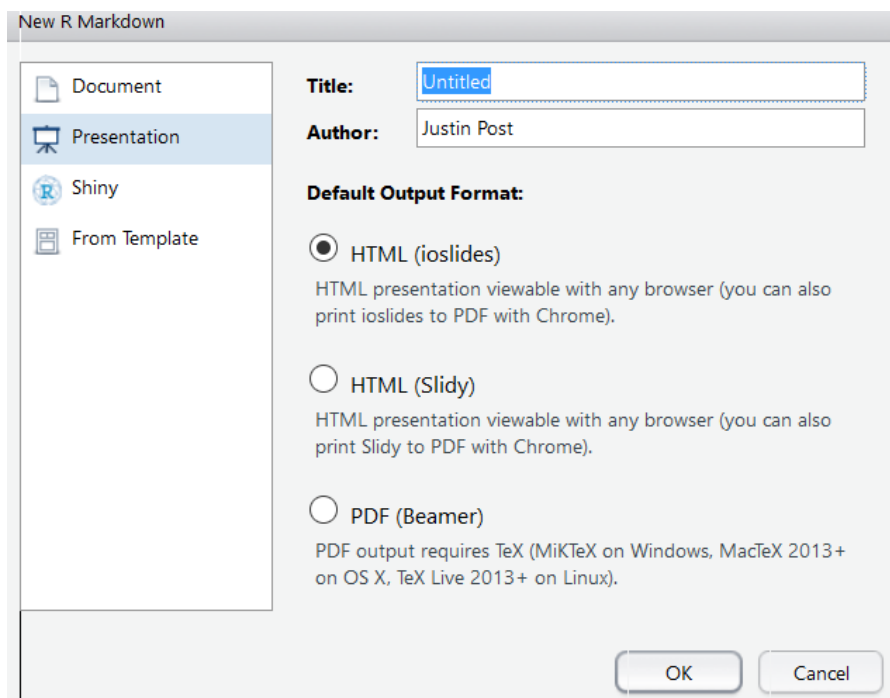 New R Markdown
Document
Presentation
Shiny
From Template
Title:
Untitled
Author:
Justin Post
Default Output Format:
HTML (ioslides)
HTML presentation viewable with any browser (you can also
print ioslides to PDF with Chrome).
HTML (Slidy)
HTML presentation viewable with any browser (you can also
print Slidy to PDF with Chrome).
PDF (Beamer)
PDF output requires TeX (MiKTeX on Windows, MacTeX 2013+
on OS X, TeX Live 2013+ on Linux).
OK
Cancel